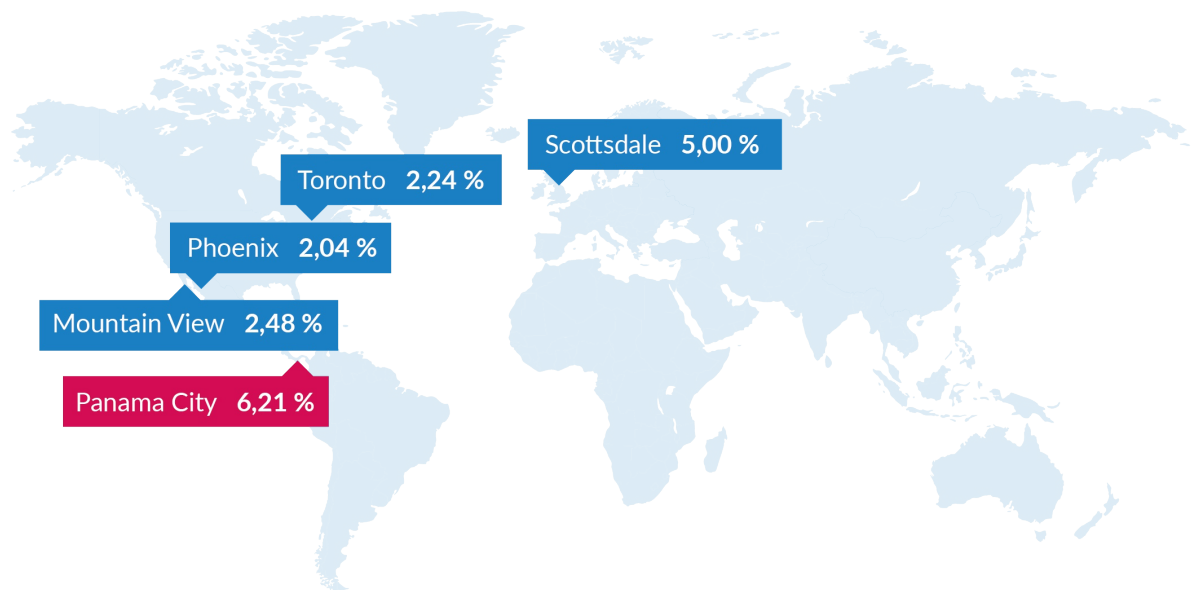 Scottsdale 5,00 %
Toronto 2,24 %
Phoenix 2,04 %
Mountain View 2,48 %
Panama City 6,21 %